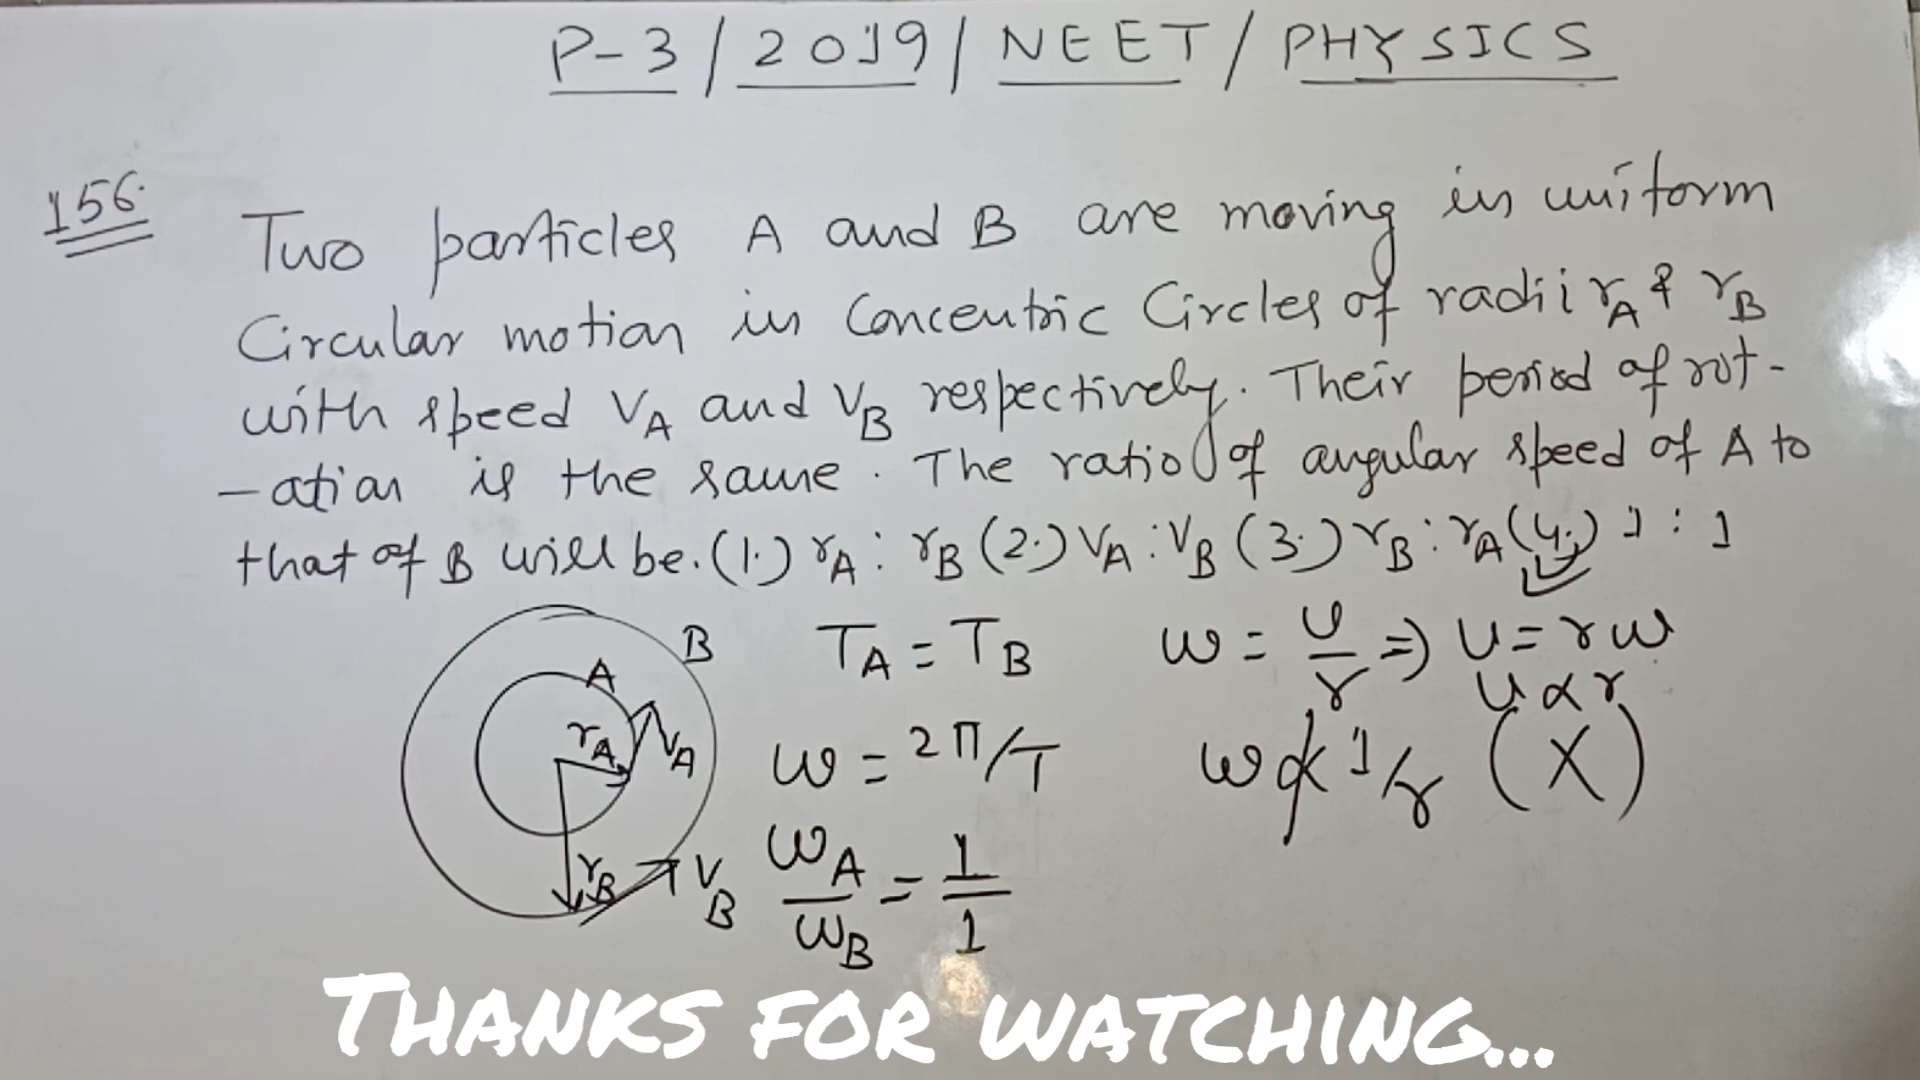 P-3/2019/NEET/PHYSICS
156.
Two particles A and B are moving in uniform
Circular motion in Concentric Circles of radii rA & rB
with speed VA and VB respectively. Their period of rot-
-ation is the same. The ratio of angular speed of A to
that of B will be. (1.) rA : rB (2.) VA : VB (3.) rB : rA (4.) 1 : 1
B
A
rA
VA
rB
VB
TA = TB
ω = 2π/T
ωA/ωB = 1/1
ω = v/r => v = rω
v ∝ r
ω ∝ 1/r (X)
THANKS FOR WATCHING...